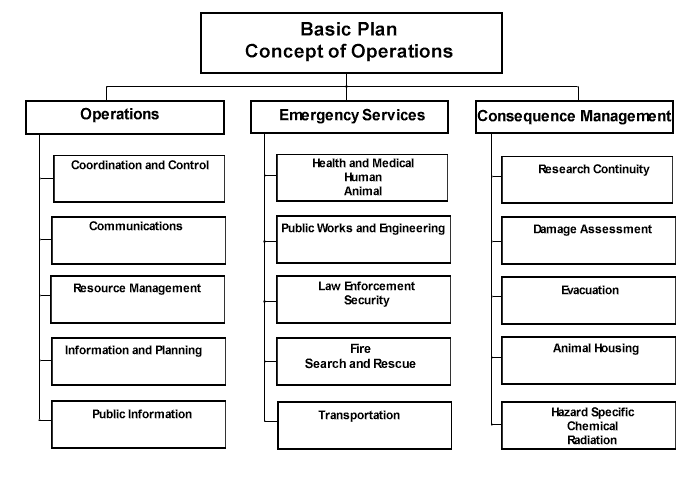 Basic Plan
Concept of Operations
Operations
Emergency Services
Consequence Management
Coordination and Control
Communications
Resource Management
Information and Planning
Public Information
Health and Medical
Human
Animal
Public Works and Engineering
Law Enforcement
Security
Fire
Search and Rescue
Transportation
Research Continuity
Damage Assessment
Evacuation
Animal Housing
Hazard Specific
Chemical
Radiation